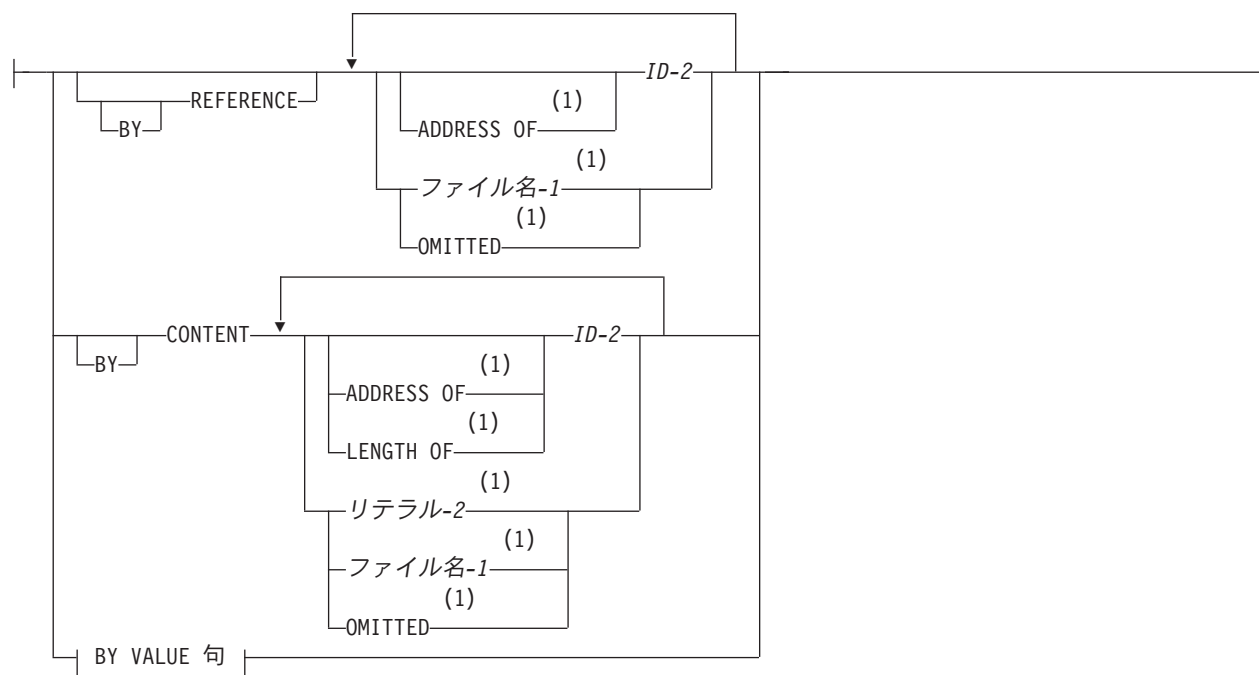 ID-2
REFERENCE (1)
BY ADDRESS OF
(1)
ファイル名-1
(1)
OMITTED
CONTENT ID-2
BY (1)
ADDRESS OF
(1)
LENGTH OF
(1)
リテラル-2
(1)
ファイル名-1
(1)
OMITTED
BY VALUE 句